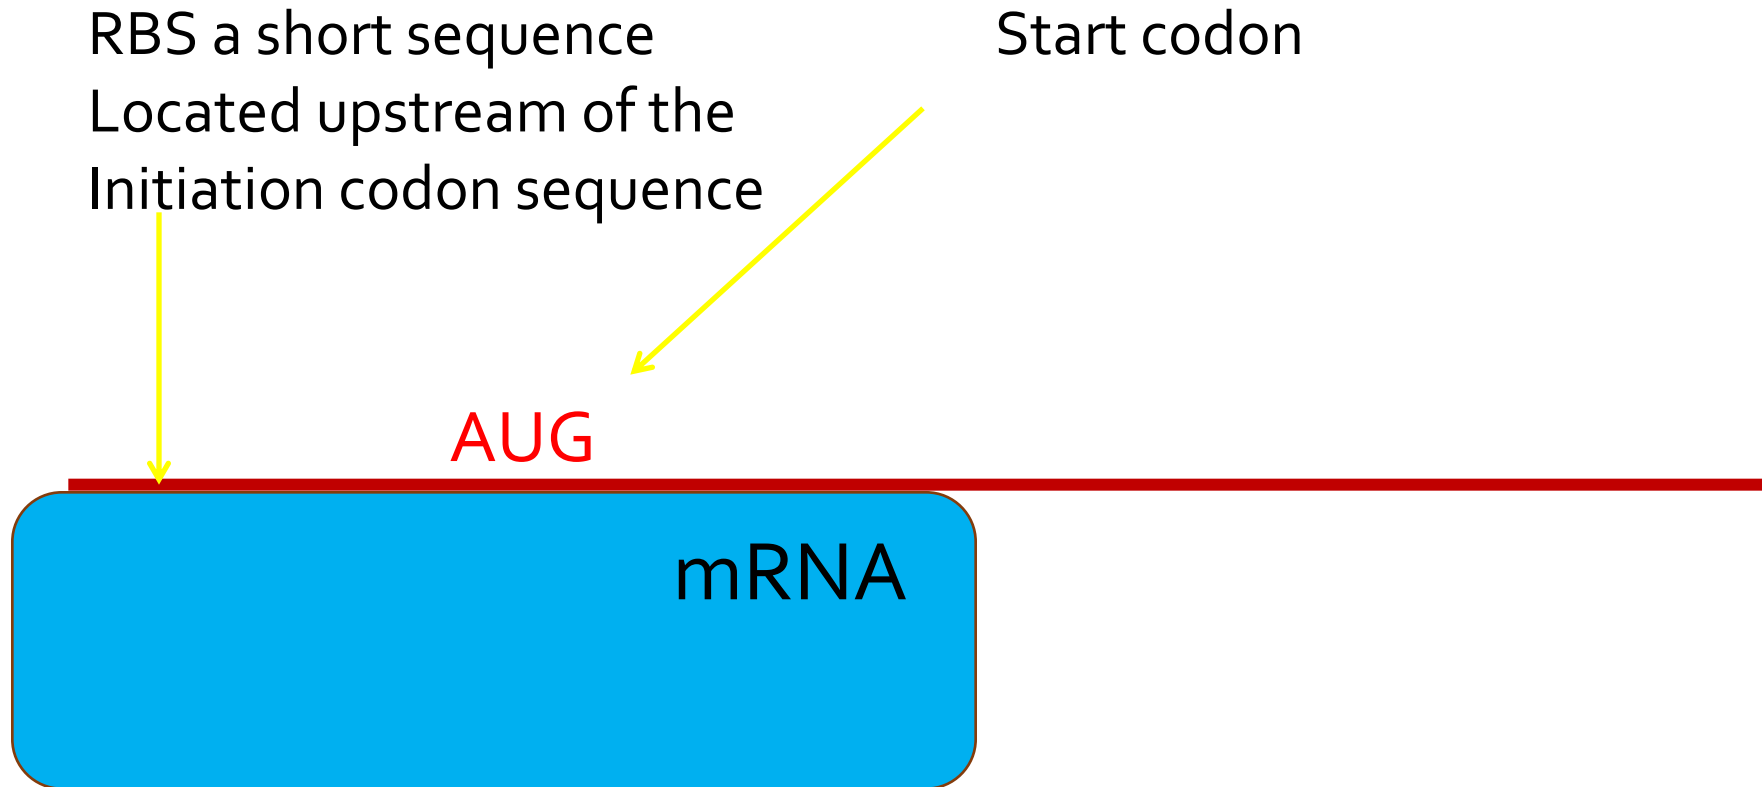 RBS a short sequence
Located upstream of the
Initiation codon sequence
Start codon
AUG
mRNA